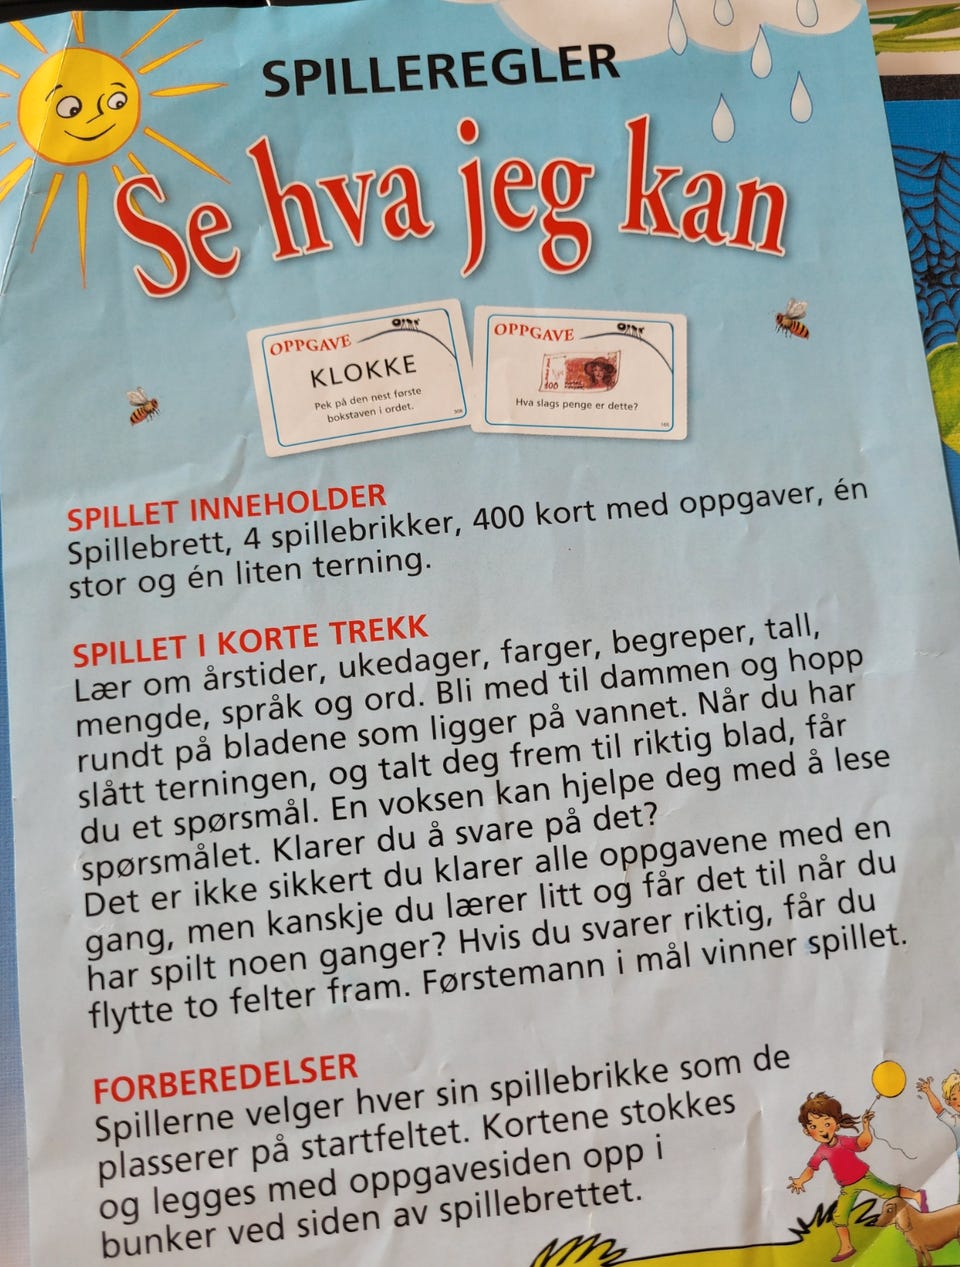 SPILLEREGLER
Se hva jeg kan
OPPGAVE
KLOKKE
Pek på den nest første
bokstaven i ordet.
OPPGAVE
100
Hva slags penge er dette?
SPILLET INNEHOLDER
Spillebrett, 4 spillebrikker, 400 kort med oppgaver, én
stor og én liten terning.
SPILLET I KORTE TREKK
Lær om årstider, ukedager, farger, begreper, tall,
mengde, språk og ord. Bli med til dammen og hopp
rundt på bladene som ligger på vannet. Når du har
slått terningen, og talt deg frem til riktig blad, får
du et spørsmål. En voksen kan hjelpe deg med å lese
spørsmålet. Klarer du å svare på det?
Det er ikke sikkert du klarer alle oppgavene med en
gang, men kanskje du lærer litt og får det til når du
har spilt noen ganger? Hvis du svarer riktig, får du
flytte to felter fram. Førstemann i mål vinner spillet.
FORBEREDELSER
Spillerne velger hver sin spillebrikke som de
plasserer på startfeltet. Kortene stokkes
og legges med oppgavesiden opp i
bunker ved siden av spillebrettet.